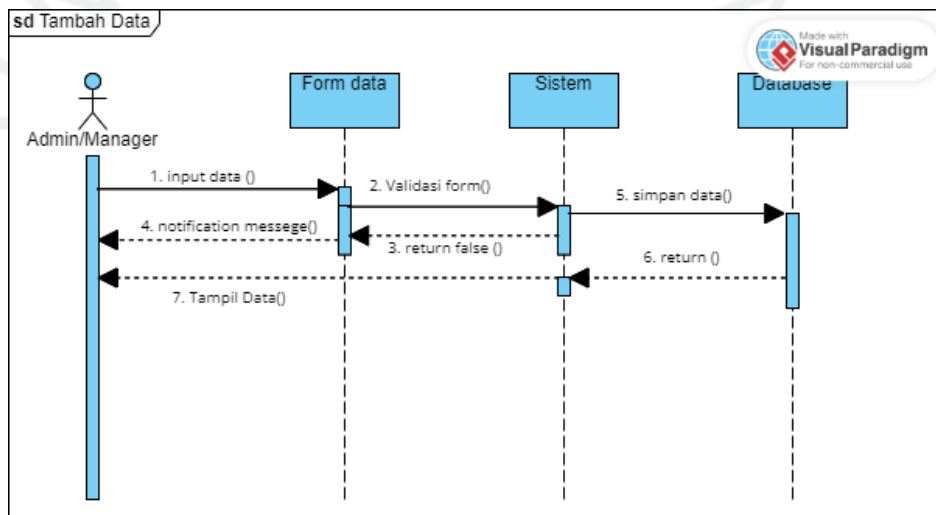 sd Tambah Data
Made with
Visual Paradigm
For non-commercial use
Form data
Sistem
Database
Admin/Manager
1. input data ()
2. Validasi form()
5. simpan data()
4. notification messege()
3. return false ()
6. return ()
7. Tampil Data()